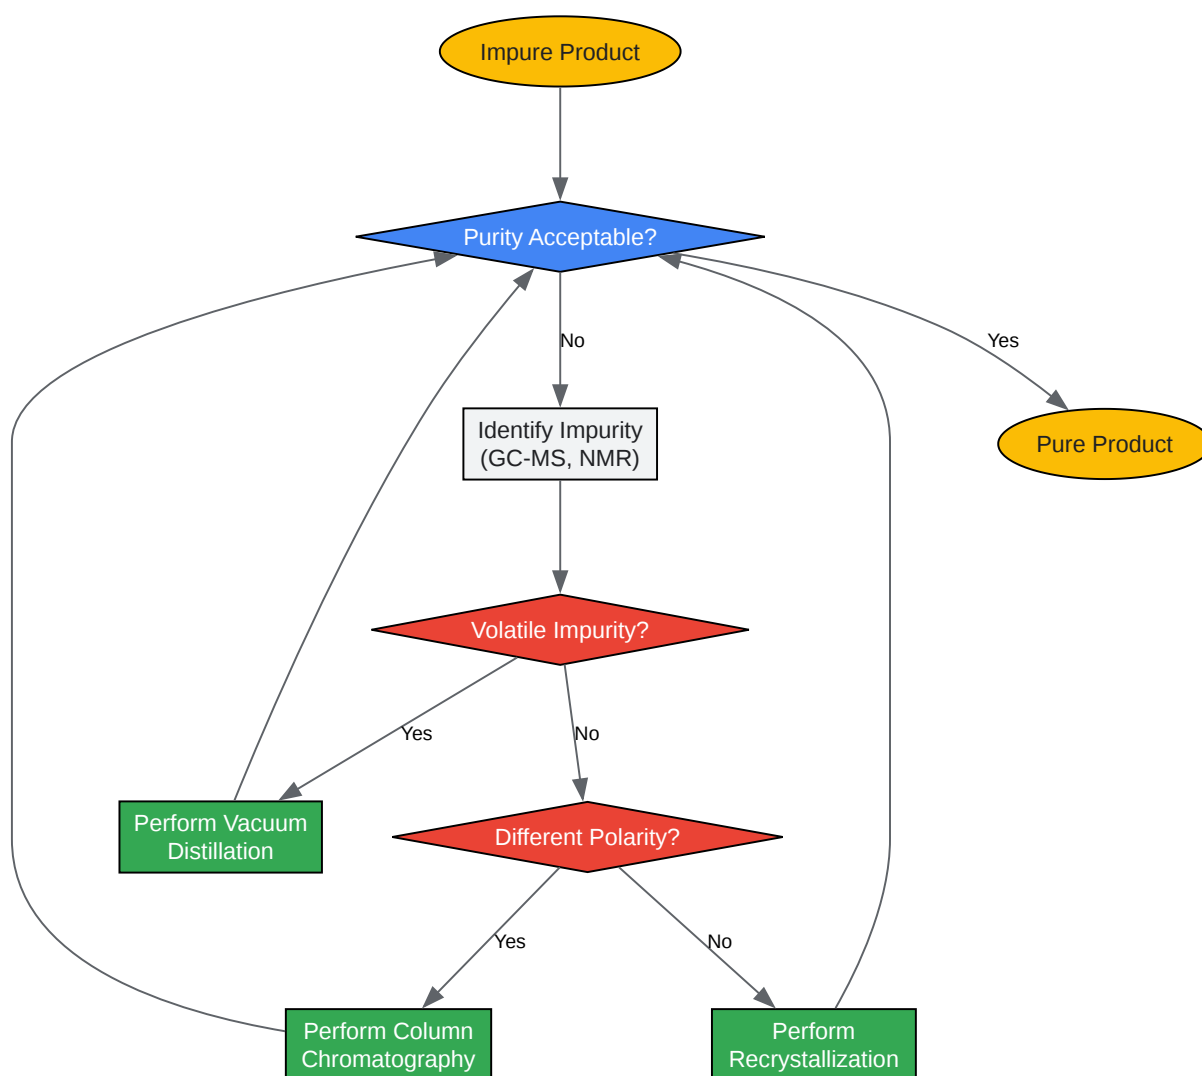 Impure Product
Purity Acceptable?
No
Yes
Identify Impurity
(GC-MS, NMR)
Pure Product
Volatile Impurity?
Yes
No
Perform Vacuum
Distillation
Different Polarity?
Yes
No
Perform Column
Chromatography
Perform
Recrystallization